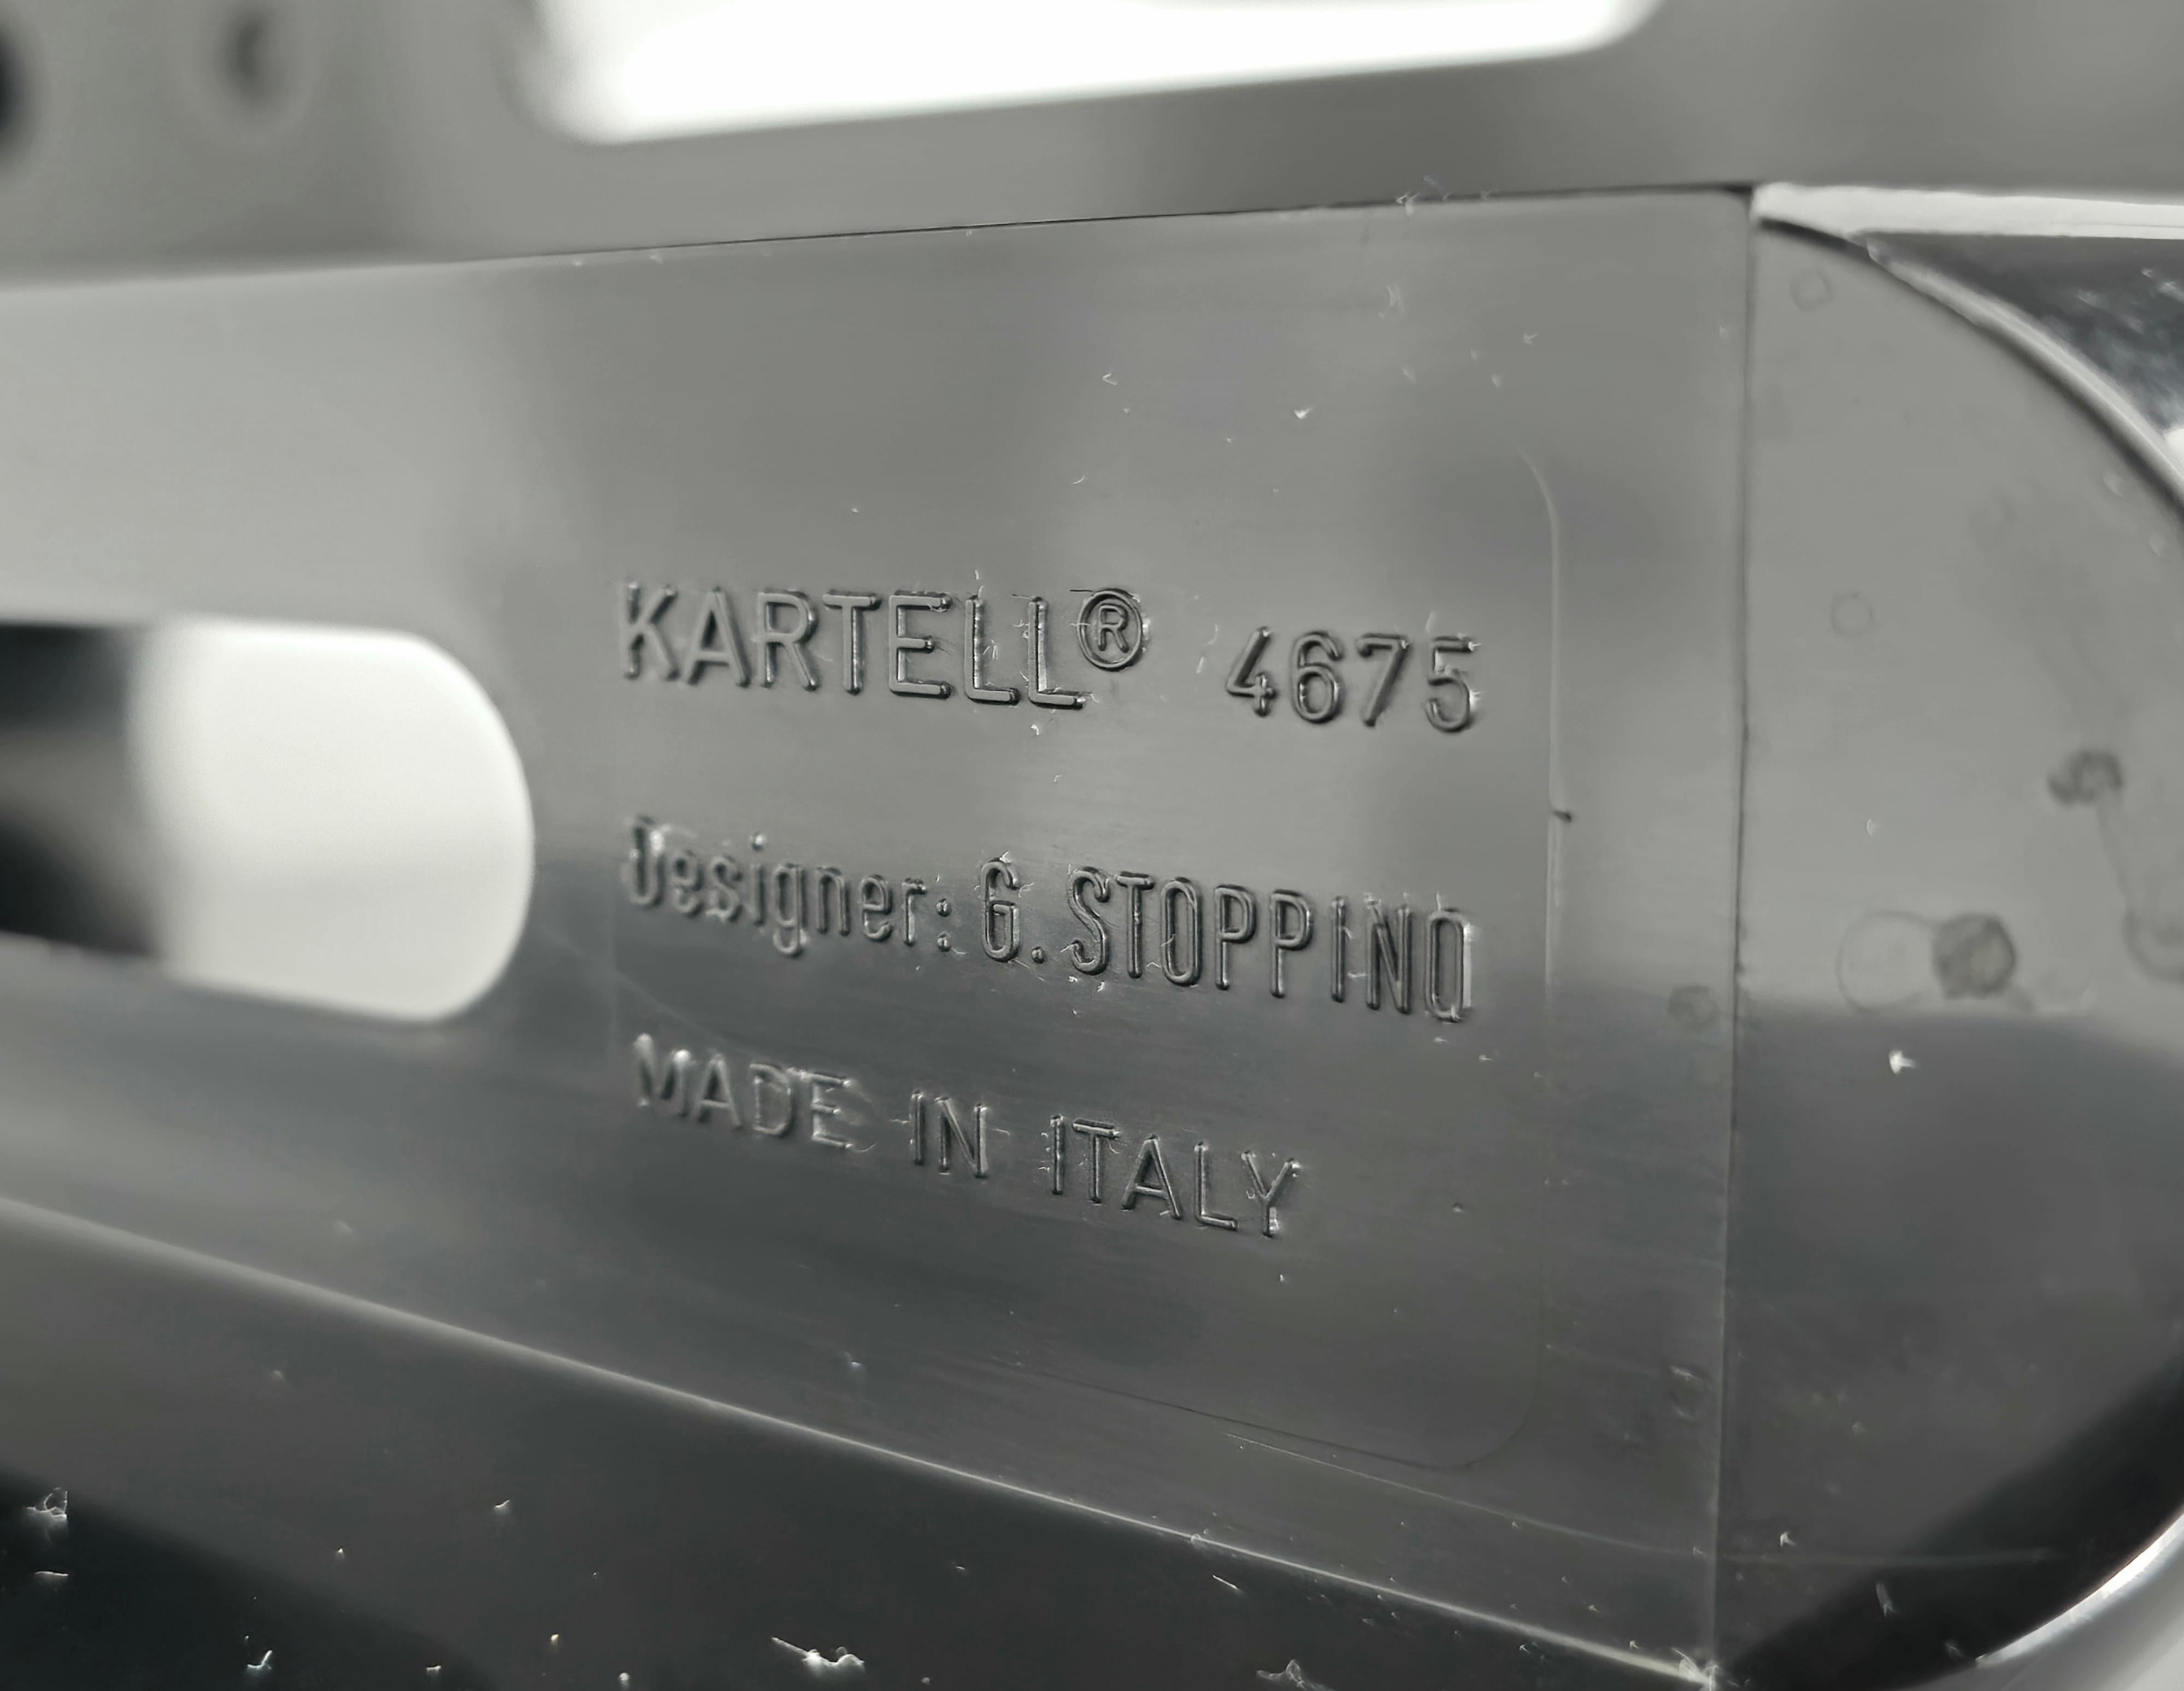 KARTELL® 4675
Designer: G. STOPPINO
MADE IN ITALY